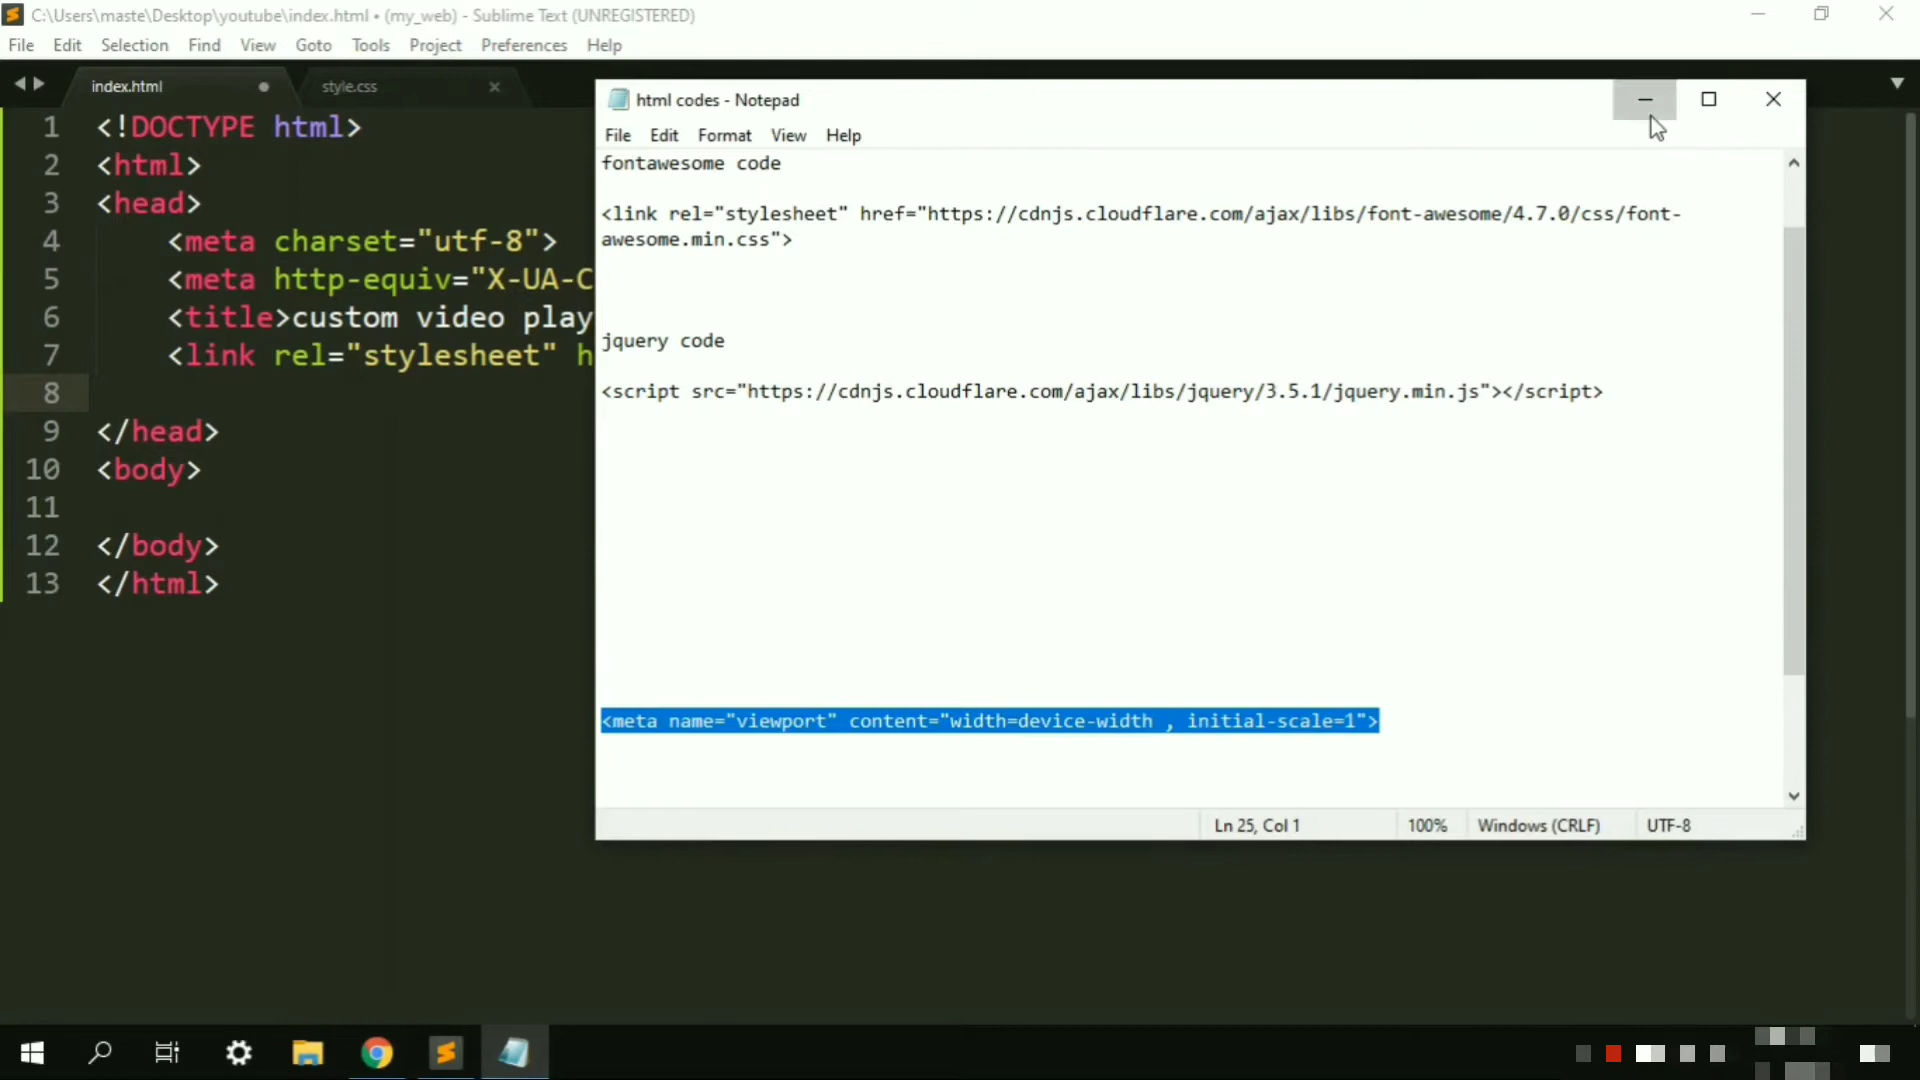 C:\Users\maste\Desktop\youtube\index.html • (my_web) - Sublime Text (UNREGISTERED)
File Edit Selection Find View Goto Tools Project Preferences Help
index.html
style.css
1 <!DOCTYPE html>
2 <html>
3 <head>
4 <meta charset="utf-8">
5 <meta http-equiv="X-UA-C
6 <title>custom video play
7 <link rel="stylesheet" h
8
9 </head>
10 <body>
11
12 </body>
13 </html>
html codes - Notepad
File Edit Format View Help
fontawesome code
<link rel="stylesheet" href="https://cdnjs.cloudflare.com/ajax/libs/font-awesome/4.7.0/css/font-
awesome.min.css">
jquery code
<script src="https://cdnjs.cloudflare.com/ajax/libs/jquery/3.5.1/jquery.min.js"></script>
<meta name="viewport" content="width=device-width , initial-scale=1">
Ln 25, Col 1 100% Windows (CRLF) UTF-8